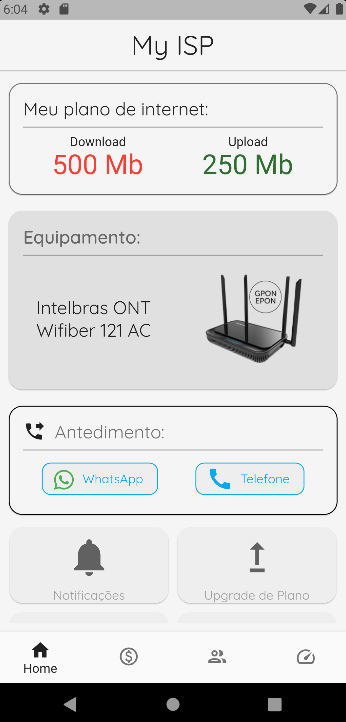 6:04
My ISP
Meu plano de internet:
Download
Upload
500 Mb
250 Mb
Equipamento:
Intelbras ONT
Wifiber 121 AC
GPON
EPON
Antedimento:
WhatsApp
Telefone
Notificações
Upgrade de Plano
Home